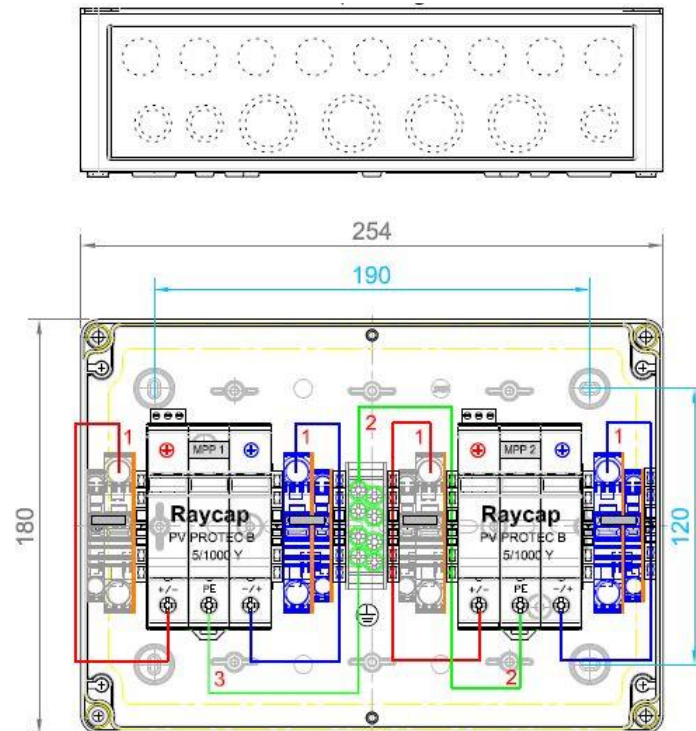 254
190
180
120
1
MPP 1
1
2
1
MPP 2
1
Raycap
PV PROTEC B
5/1000 Y
Raycap
PV PROTEC B
5/1000 Y
+/-
PE
-/+
+/-
PE
-/+
3
2